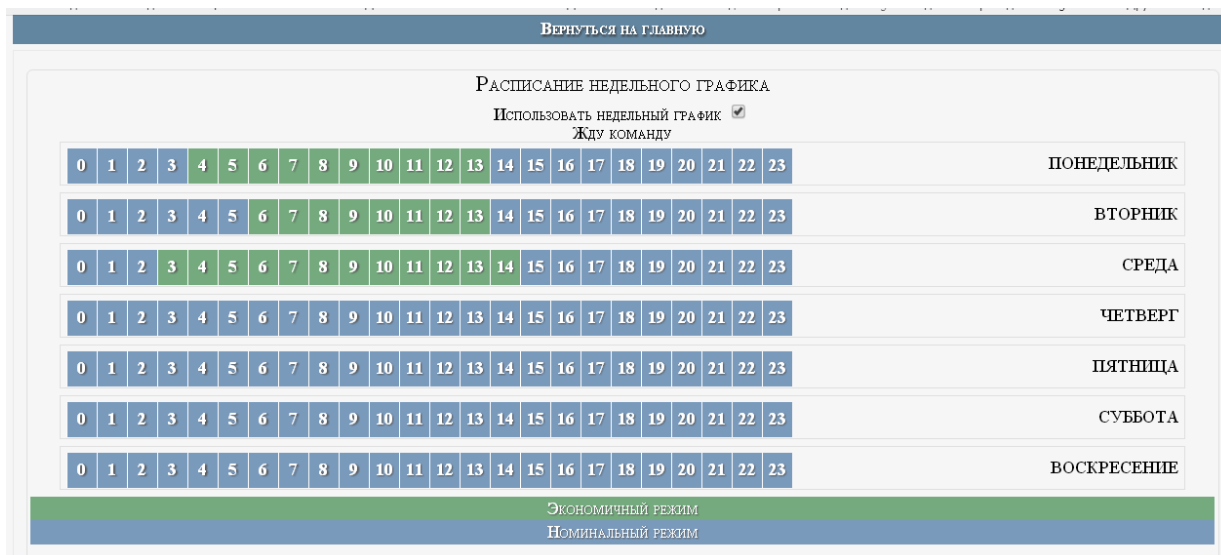 Вернуться на главную
Расписание недельного графика
Использовать недельный график
Жду команду
0 1 2 3 4 5 6 7 8 9 10 11 12 13 14 15 16 17 18 19 20 21 22 23 ПОНЕДЕЛЬНИК
0 1 2 3 4 5 6 7 8 9 10 11 12 13 14 15 16 17 18 19 20 21 22 23 ВТОРНИК
0 1 2 3 4 5 6 7 8 9 10 11 12 13 14 15 16 17 18 19 20 21 22 23 СРЕДА
0 1 2 3 4 5 6 7 8 9 10 11 12 13 14 15 16 17 18 19 20 21 22 23 ЧЕТВЕРГ
0 1 2 3 4 5 6 7 8 9 10 11 12 13 14 15 16 17 18 19 20 21 22 23 ПЯТНИЦА
0 1 2 3 4 5 6 7 8 9 10 11 12 13 14 15 16 17 18 19 20 21 22 23 СУББОТА
0 1 2 3 4 5 6 7 8 9 10 11 12 13 14 15 16 17 18 19 20 21 22 23 ВОСКРЕСЕНИЕ
Экономичный режим
Номинальный режим